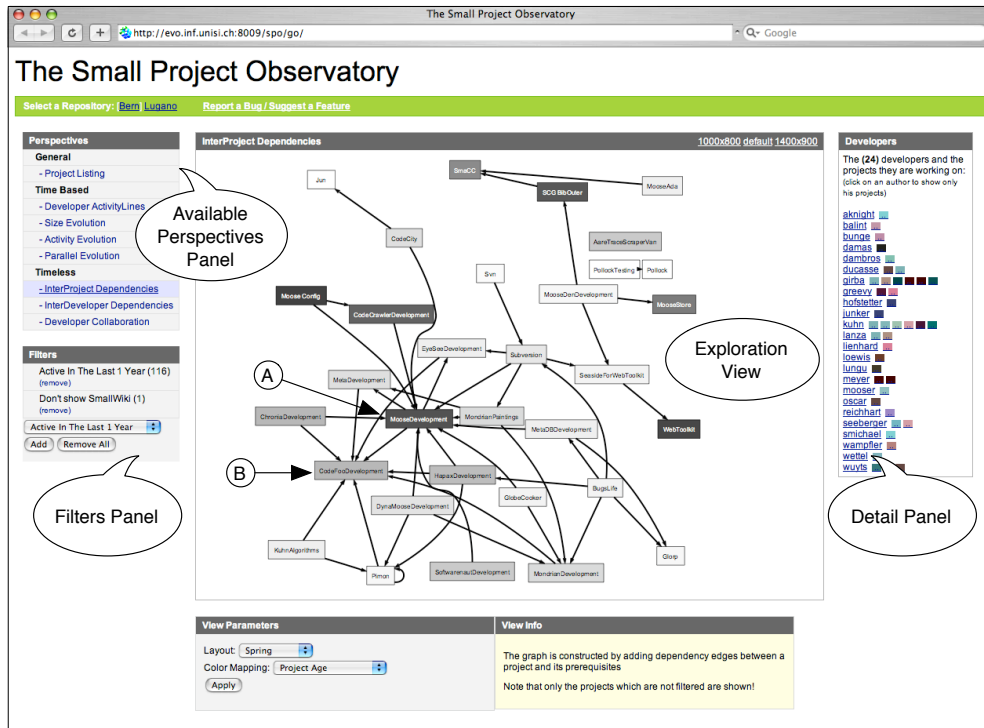 The Small Project Observatory
http://evo.inf.unisi.ch:8009/spo/go/
Google
The Small Project Observatory
Select a Repository: Bern Lugano Report a Bug / Suggest a Feature
Perspectives
General
- Project Listing
Time Based
- Developer ActivityLines
- Size Evolution
- Activity Evolution
- Parallel Evolution
Timeless
- InterProject Dependencies
- InterDeveloper Dependencies
- Developer Collaboration
Available
Perspectives
Panel
Filters
Active In The Last 1 Year (116)
(remove)
Don't show SmallWiki (1)
(remove)
Active In The Last 1 Year
Add Remove All
Filters Panel
InterProject Dependencies 1000x800 default 1400x900
SmaCC
Jun
MooseAda
SCGBibOuter
CodeCity
AareTraceScraperVan
PollockTesting
Pollock
Svn
MooseDenDevelopment
Moose Config
MooseStore
CodeCrawlerDevelopment
EyeSeeDevelopment
Subversion
Exploration
View
A
MetaDevelopment
SeasideForWebToolkit
ChroniaDevelopment
MooseDevelopment
MondrianPaintings
MetaDBDevelopment
WebToolkit
B
CodeFooDevelopment
HapaxDevelopment
BugsLife
DynaMooseDevelopment
GlobeCooker
KuhnAlgorithms
Glorp
Pimon
SoftwarenautDevelopment
MondrianDevelopment
Developers
The (24) developers and the
projects they are working on:
(click on an author to show only
his projects)
aknight
balint
bunge
damas
dambros
ducasse
girba
greevy
hofstetter
junker
kuhn
lanza
lienhard
loewis
lungu
meyer
mooser
oscar
reichhart
seeberger
smichael
wampfler
wettel
wuyts
Detail Panel
View Parameters
Layout: Spring
Color Mapping: Project Age
Apply
View Info
The graph is constructed by adding dependency edges between a
project and its prerequisites
Note that only the projects which are not filtered are shown!